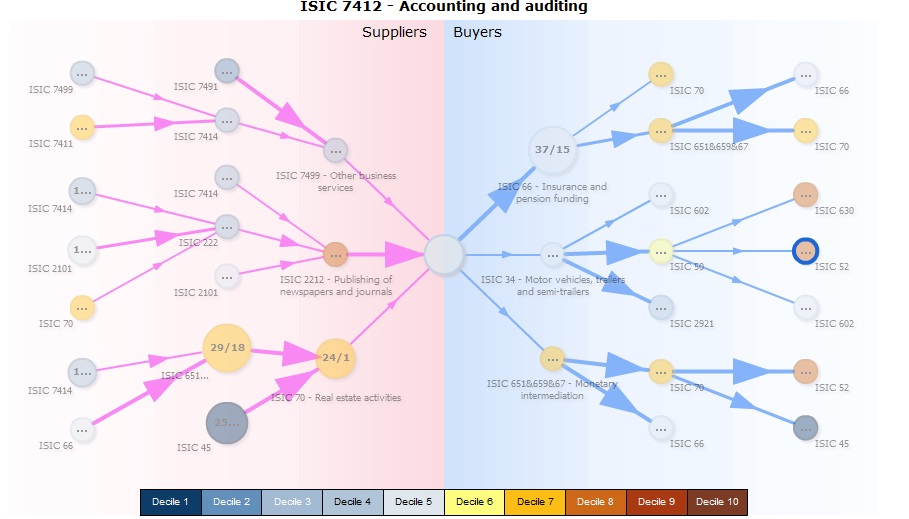 ISIC 7412 - Accounting and auditing
Suppliers
Buyers
...
ISIC 7499
...
ISIC 7411
1...
ISIC 7414
1...
ISIC 2101
...
ISIC 70
1...
ISIC 7414
...
ISIC 66
...
ISIC 7491
...
ISIC 7414
...
ISIC 7414
...
ISIC 222
...
ISIC 2101
29/18
ISIC 651...
25...
ISIC 45
...
ISIC 7499 - Other business
services
...
ISIC 2212 - Publishing of
newspapers and journals
24/1
ISIC 70 - Real estate activities
37/15
ISIC 66 - Insurance and
pension funding
...
ISIC 34 - Motor vehicles, trailers
and semi-trailers
...
ISIC 651&659&67 - Monetary
intermediation
...
ISIC 70
...
ISIC 651&659&67
...
ISIC 602
...
ISIC 50
...
ISIC 2921
...
ISIC 70
...
ISIC 66
...
ISIC 66
...
ISIC 70
...
ISIC 630
...
ISIC 52
...
ISIC 602
...
ISIC 52
...
ISIC 45
Decile 1
Decile 2
Decile 3
Decile 4
Decile 5
Decile 6
Decile 7
Decile 8
Decile 9
Decile 10